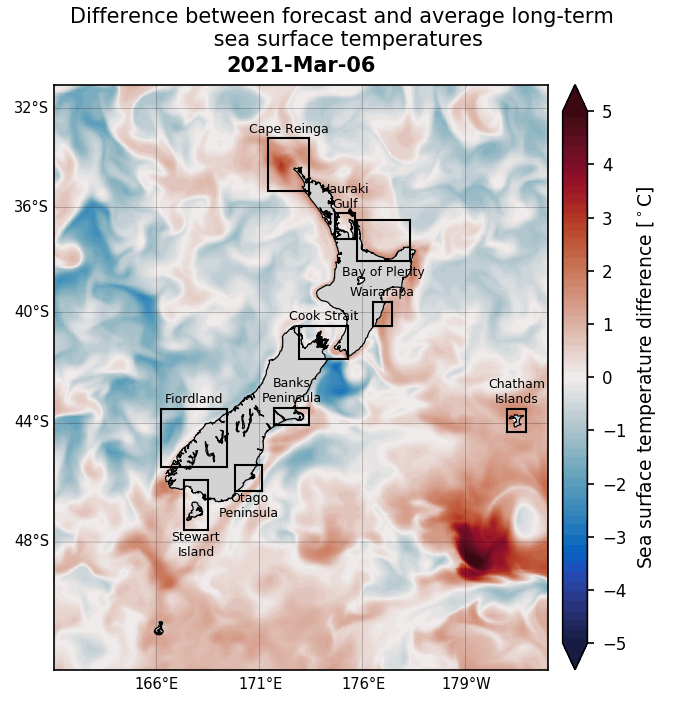 Difference between forecast and average long-term
sea surface temperatures
2021-Mar-06
32°S
36°S
40°S
44°S
48°S
Cape Reinga
Hauraki
Gulf
Bay of Plenty
Wairarapa
Cook Strait
Banks
Peninsula
Fiordland
Chatham
Islands
Otago
Peninsula
Stewart
Island
166°E
171°E
176°E
179°W
5
4
3
2
1
0
−1
−2
−3
−4
−5
Sea surface temperature difference [°C]